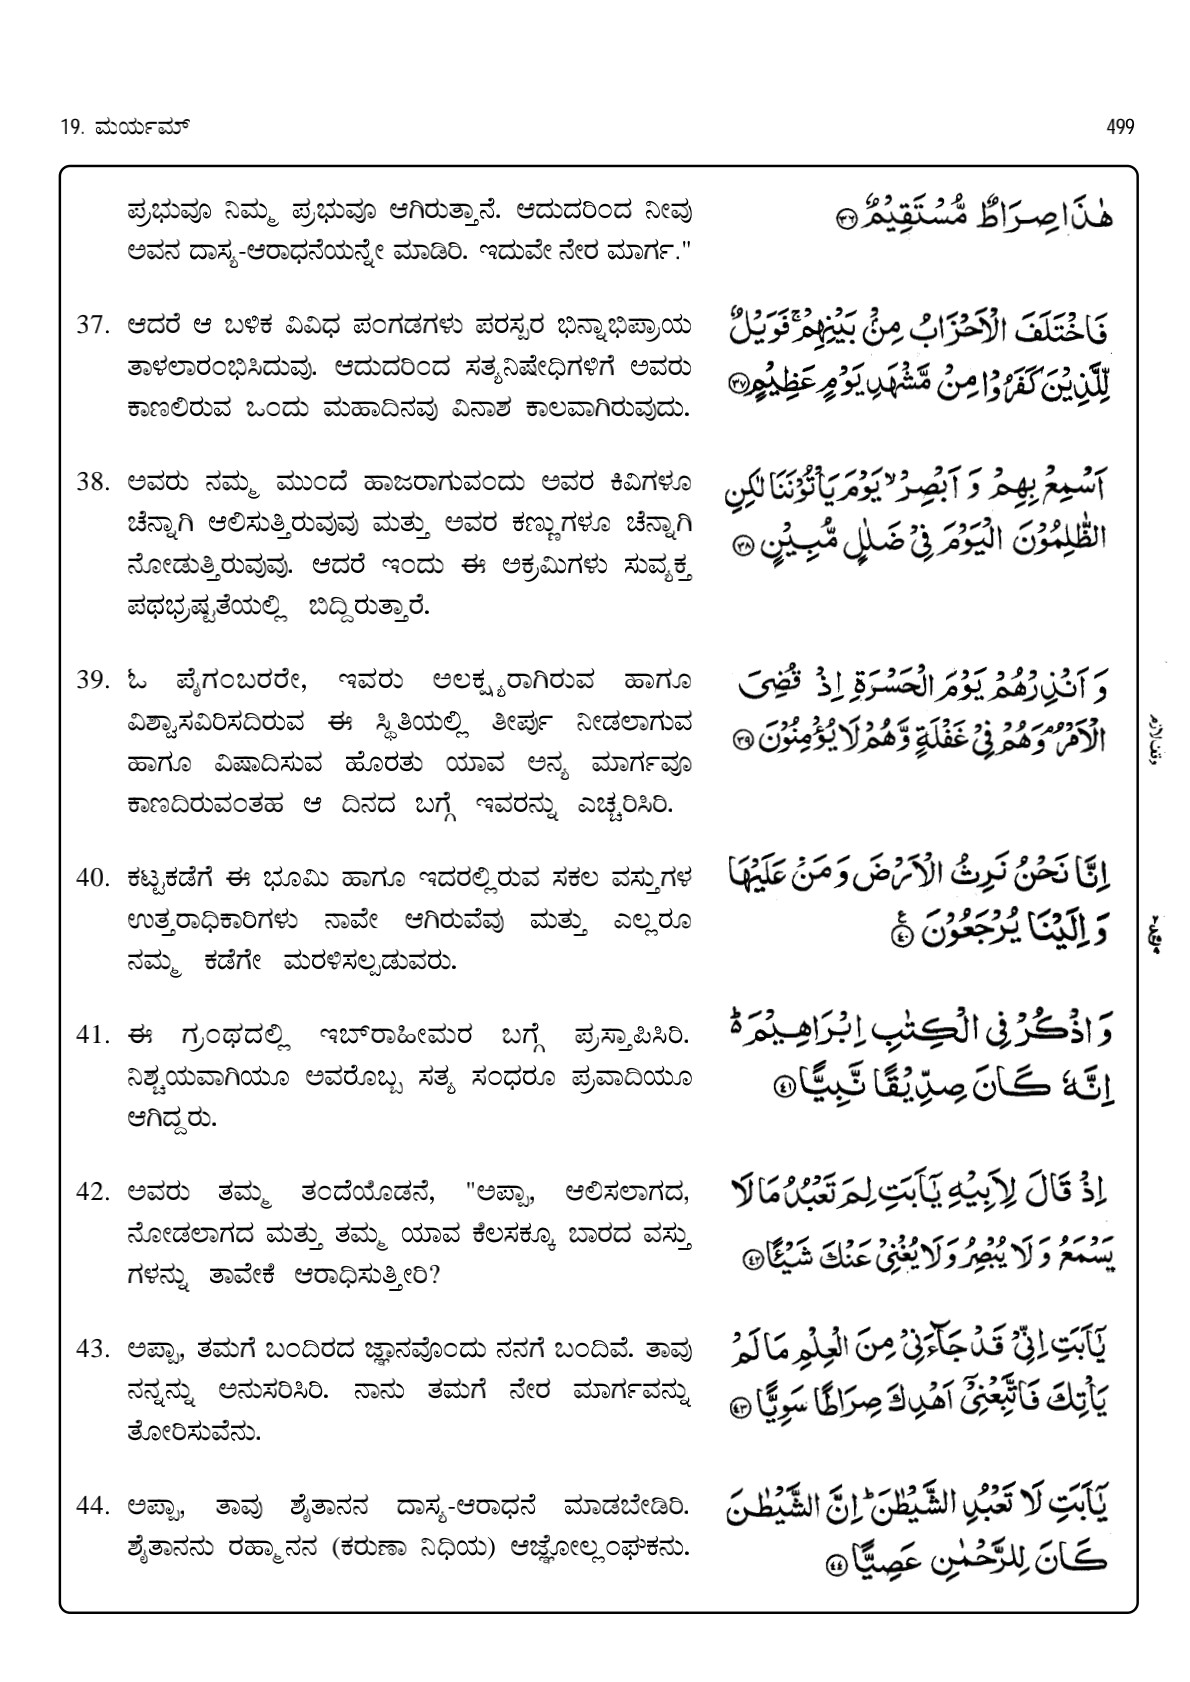 19. ಮರ್ಯಮ್
499
ಪ್ರಭುವೂ ನಿಮ್ಮ ಪ್ರಭುವೂ ಆಗಿರುತ್ತಾನೆ. ಆದುದರಿಂದ ನೀವು
ಅವನ ದಾಸ್ಯ-ಆರಾಧನೆಯನ್ನೇ ಮಾಡಿರಿ. ಇದುವೇ ನೇರ ಮಾರ್ಗ."
هٰذَا صِرَاطٌ مُّسْتَقِيْمٌ ﴿٣٦﴾
37. ಆದರೆ ಆ ಬಳಿಕ ವಿವಿಧ ಪಂಗಡಗಳು ಪರಸ್ಪರ ಭಿನ್ನಾಭಿಪ್ರಾಯ
ತಾಳಲಾರಂಭಿಸಿದುವು. ಆದುದರಿಂದ ಸತ್ಯನಿಷೇಧಿಗಳಿಗೆ ಅವರು
ಕಾಣಲಿರುವ ಒಂದು ಮಹಾದಿನವು ವಿನಾಶ ಕಾಲವಾಗಿರುವುದು.
فَاخْتَلَفَ الْاَحْزَابُ مِنْۢ بَيْنِهِمْ ۚ فَوَيْلٌ
لِّلَّذِيْنَ كَفَرُوْا مِنْ مَّشْهَدِ يَوْمٍ عَظِيْمٍ ﴿٣٧﴾
38. ಅವರು ನಮ್ಮ ಮುಂದೆ ಹಾಜರಾಗುವಂದು ಅವರ ಕಿವಿಗಳೂ
ಚೆನ್ನಾಗಿ ಆಲಿಸುತ್ತಿರುವುವು ಮತ್ತು ಅವರ ಕಣ್ಣುಗಳೂ ಚೆನ್ನಾಗಿ
ನೋಡುತ್ತಿರುವುವು. ಆದರೆ ಇಂದು ಈ ಅಕ್ರಮಿಗಳು ಸುವ್ಯಕ್ತ
ಪಥಭ್ರಷ್ಟತೆಯಲ್ಲಿ ಬಿದ್ದಿರುತ್ತಾರೆ.
اَسْمِعْ بِهِمْ وَ اَبْصِرْ ۙ يَوْمَ يَاْتُوْنَنَا لٰكِنِ
الظّٰلِمُوْنَ الْيَوْمَ فِيْ ضَلٰلٍ مُّبِيْنٍ ﴿٣٨﴾
39. ಓ ಪೈಗಂಬರರೇ, ಇವರು ಅಲಕ್ಷ್ಯರಾಗಿರುವ ಹಾಗೂ
ವಿಶ್ವಾಸವಿರಿಸದಿರುವ ಈ ಸ್ಥಿತಿಯಲ್ಲಿ ತೀರ್ಪು ನೀಡಲಾಗುವ
ಹಾಗೂ ವಿಷಾದಿಸುವ ಹೊರತು ಯಾವ ಅನ್ಯ ಮಾರ್ಗವೂ
ಕಾಣದಿರುವಂತಹ ಆ ದಿನದ ಬಗ್ಗೆ ಇವರನ್ನು ಎಚ್ಚರಿಸಿರಿ.
وَ اَنْذِرْهُمْ يَوْمَ الْحَسْرَةِ اِذْ قُضِيَ
الْاَمْرُ ۘ وَهُمْ فِيْ غَفْلَةٍ وَّهُمْ لَا يُؤْمِنُوْنَ ﴿٣٩﴾
وقف لازم
40. ಕಟ್ಟಕಡೆಗೆ ಈ ಭೂಮಿ ಹಾಗೂ ಇದರಲ್ಲಿರುವ ಸಕಲ ವಸ್ತುಗಳ
ಉತ್ತರಾಧಿಕಾರಿಗಳು ನಾವೇ ಆಗಿರುವೆವು ಮತ್ತು ಎಲ್ಲರೂ
ನಮ್ಮ ಕಡೆಗೇ ಮರಳಿಸಲ್ಪಡುವರು.
اِنَّا نَحْنُ نَرِثُ الْاَرْضَ وَ مَنْ عَلَيْهَا
وَ اِلَيْنَا يُرْجَعُوْنَ ﴿٤٠﴾
41. ಈ ಗ್ರಂಥದಲ್ಲಿ ಇಬ್‌ರಾಹೀಮರ ಬಗ್ಗೆ ಪ್ರಸ್ತಾಪಿಸಿರಿ.
ನಿಶ್ಚಯವಾಗಿಯೂ ಅವರೊಬ್ಬ ಸತ್ಯ ಸಂಧರೂ ಪ್ರವಾದಿಯೂ
ಆಗಿದ್ದರು.
وَ اذْكُرْ فِي الْكِتٰبِ اِبْرَاهِيْمَ ؕ
اِنَّهٗ كَانَ صِدِّيْقًا نَّبِيًّا ﴿٤١﴾
42. ಅವರು ತಮ್ಮ ತಂದೆಯೊಡನೆ, "ಅಪ್ಪಾ, ಆಲಿಸಲಾಗದ,
ನೋಡಲಾಗದ ಮತ್ತು ತಮ್ಮ ಯಾವ ಕೆಲಸಕ್ಕೂ ಬಾರದ ವಸ್ತು
ಗಳನ್ನು ತಾವೇಕೆ ಆರಾಧಿಸುತ್ತೀರಿ?
اِذْ قَالَ لِاَبِيْهِ يٰٓاَبَتِ لِمَ تَعْبُدُ مَا لَا
يَسْمَعُ وَ لَا يُبْصِرُ وَ لَا يُغْنِيْ عَنْكَ شَيْـًٔا ﴿٤٢﴾
43. ಅಪ್ಪಾ, ತಮಗೆ ಬಂದಿರದ ಜ್ಞಾನವೊಂದು ನನಗೆ ಬಂದಿವೆ. ತಾವು
ನನ್ನನ್ನು ಅನುಸರಿಸಿರಿ. ನಾನು ತಮಗೆ ನೇರ ಮಾರ್ಗವನ್ನು
ತೋರಿಸುವೆನು.
يٰٓاَبَتِ اِنِّيْ قَدْ جَآءَنِيْ مِنَ الْعِلْمِ مَا لَمْ
يَاْتِكَ فَاتَّبِعْنِيْٓ اَهْدِكَ صِرَاطًا سَوِيًّا ﴿٤٣﴾
44. ಅಪ್ಪಾ, ತಾವು ಶೈತಾನನ ದಾಸ್ಯ-ಆರಾಧನೆ ಮಾಡಬೇಡಿರಿ.
ಶೈತಾನನು ರಹ್ಮಾನನ (ಕರುಣಾ ನಿಧಿಯ) ಆಜ್ಞೋಲ್ಲಂಘಕನು.
يٰٓاَبَتِ لَا تَعْبُدِ الشَّيْطٰنَ ؕ اِنَّ الشَّيْطٰنَ
كَانَ لِلرَّحْمٰنِ عَصِيًّا ﴿٤٤﴾